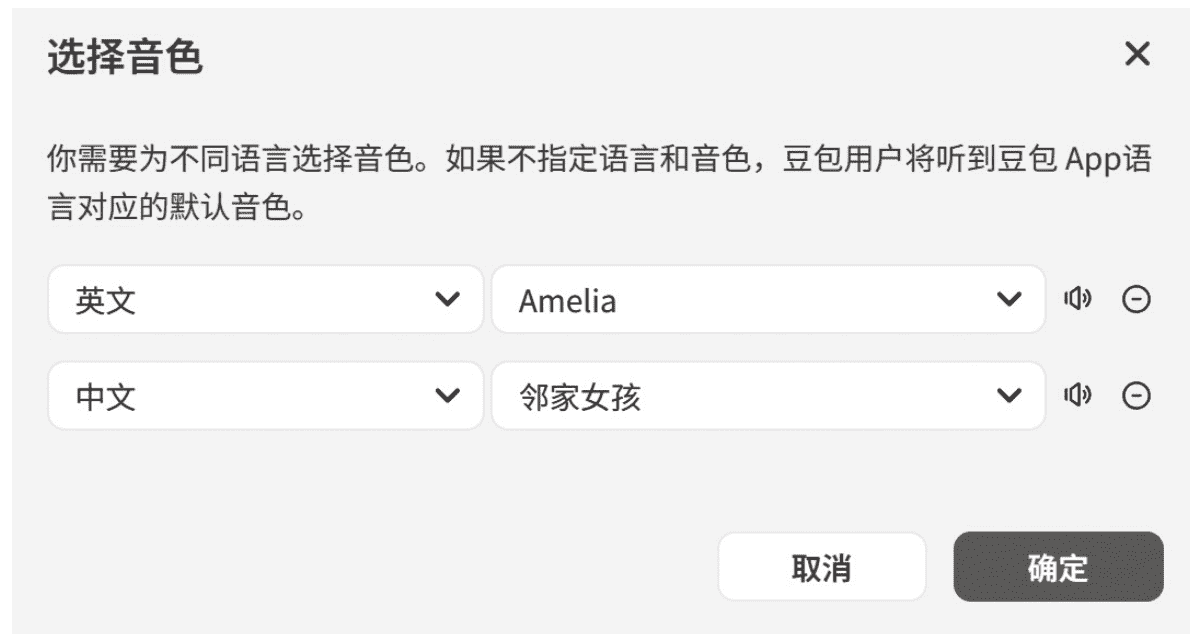 选择音色
你需要为不同语言选择音色。如果不指定语言和音色，豆包用户将听到豆包 App语
言对应的默认音色。
英文 Amelia
中文 邻家女孩
取消 确定